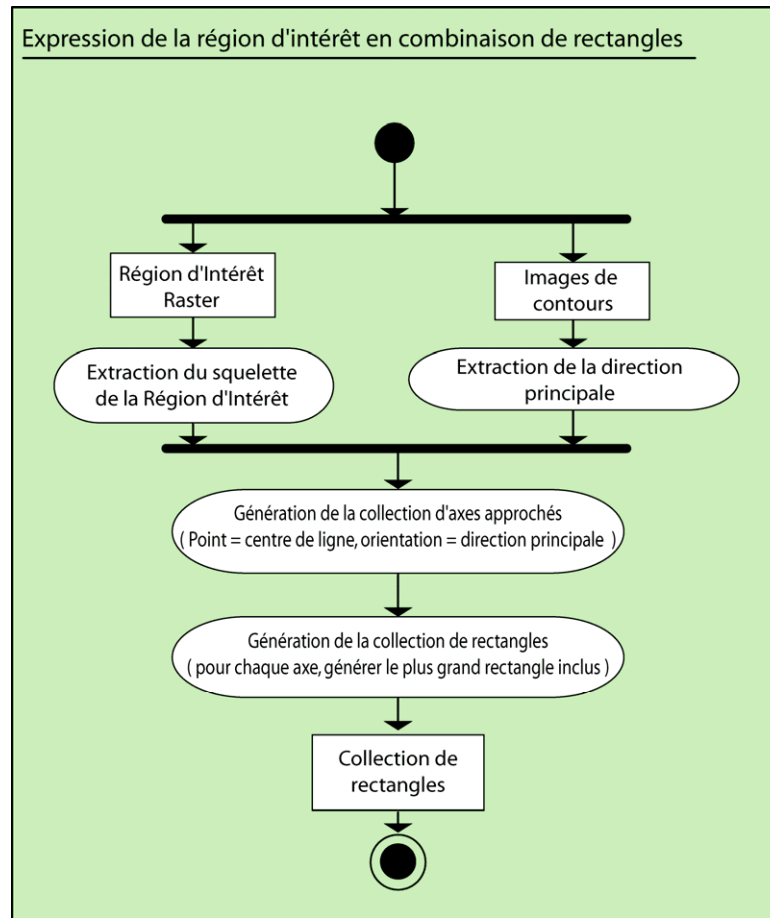 Expression de la région d'intérêt en combinaison de rectangles
Région d'Intérêt
Raster
Images de
contours
Extraction du squelette
de la Région d'Intérêt
Extraction de la direction
principale
Génération de la collection d'axes approchés
( Point = centre de ligne, orientation = direction principale )
Génération de la collection de rectangles
( pour chaque axe, générer le plus grand rectangle inclus )
Collection de
rectangles